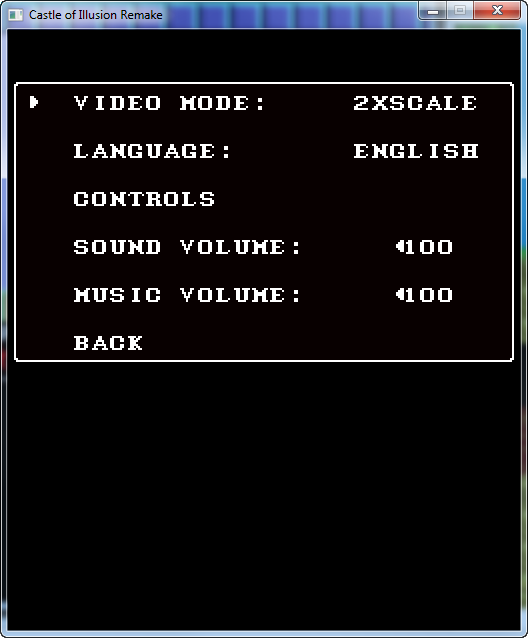 Castle of Illusion Remake
VIDEO MODE: 2XSCALE
LANGUAGE: ENGLISH
CONTROLS
SOUND VOLUME: 100
MUSIC VOLUME: 100
BACK